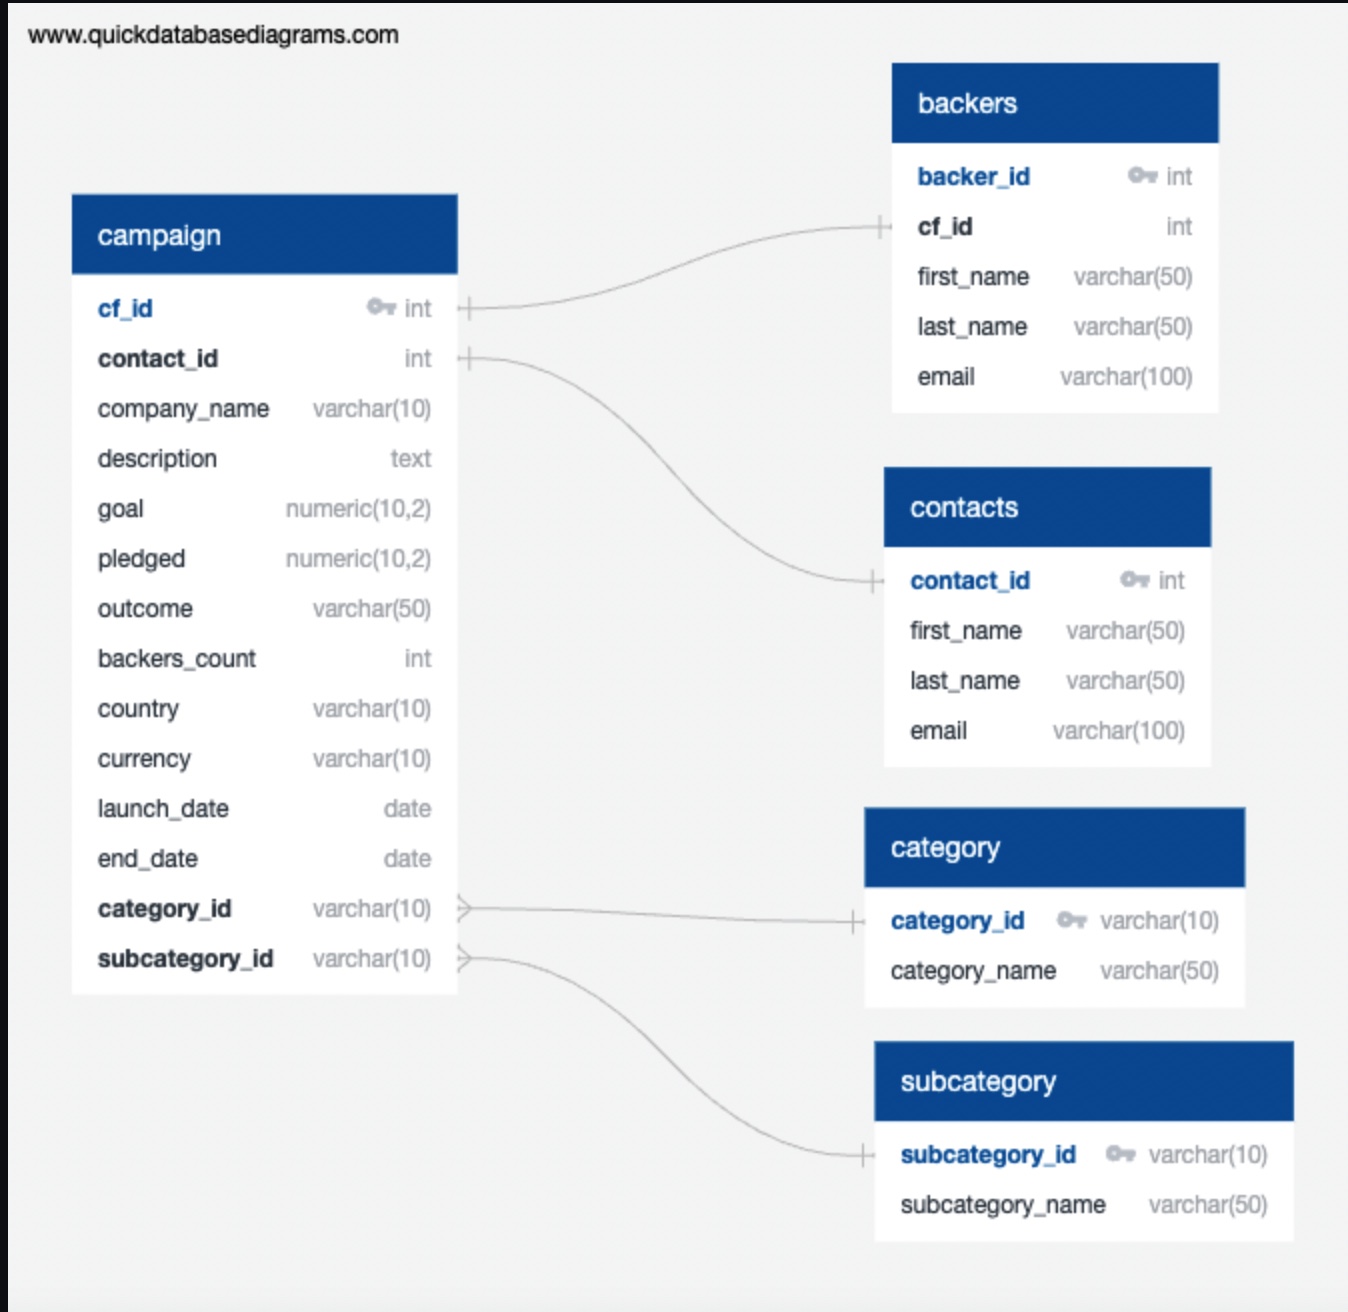 www.quickdatabasediagrams.com
campaign
cf_id int
contact_id int
company_name varchar(10)
description text
goal numeric(10,2)
pledged numeric(10,2)
outcome varchar(50)
backers_count int
country varchar(10)
currency varchar(10)
launch_date date
end_date date
category_id varchar(10)
subcategory_id varchar(10)
backers
backer_id int
cf_id int
first_name varchar(50)
last_name varchar(50)
email varchar(100)
contacts
contact_id int
first_name varchar(50)
last_name varchar(50)
email varchar(100)
category
category_id varchar(10)
category_name varchar(50)
subcategory
subcategory_id varchar(10)
subcategory_name varchar(50)